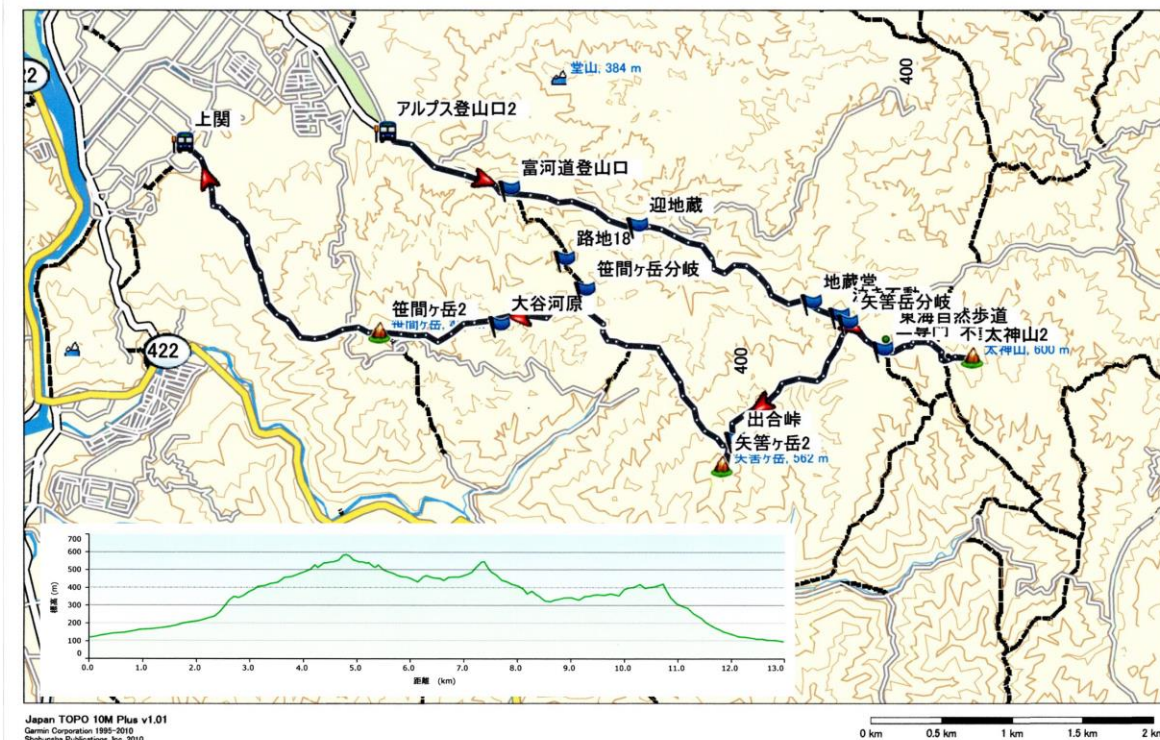 22
堂山, 384 m
400
上関
アルプス登山口2
富河道登山口
迎地蔵
路地18
笹間ヶ岳分岐
地蔵堂
矢筈岳分岐
東海自然歩道
笹間ヶ岳2
大谷河原
太神山2
太神山, 600 m
422
400
出合峠
矢筈ヶ岳2
矢筈ヶ岳, 562 m
700
600
500
400
300
200
100
0
標高 (m)
0.0 1.0 2.0 3.0 4.0 5.0 6.0 7.0 8.0 9.0 10.0 11.0 12.0 13.0
距離 (km)
Japan TOPO 10M Plus v1.01
Garmin Corporation 1995-2010
Shobunsha Publications, Inc. 2010
0 km 0.5 km 1 km 1.5 km 2 km